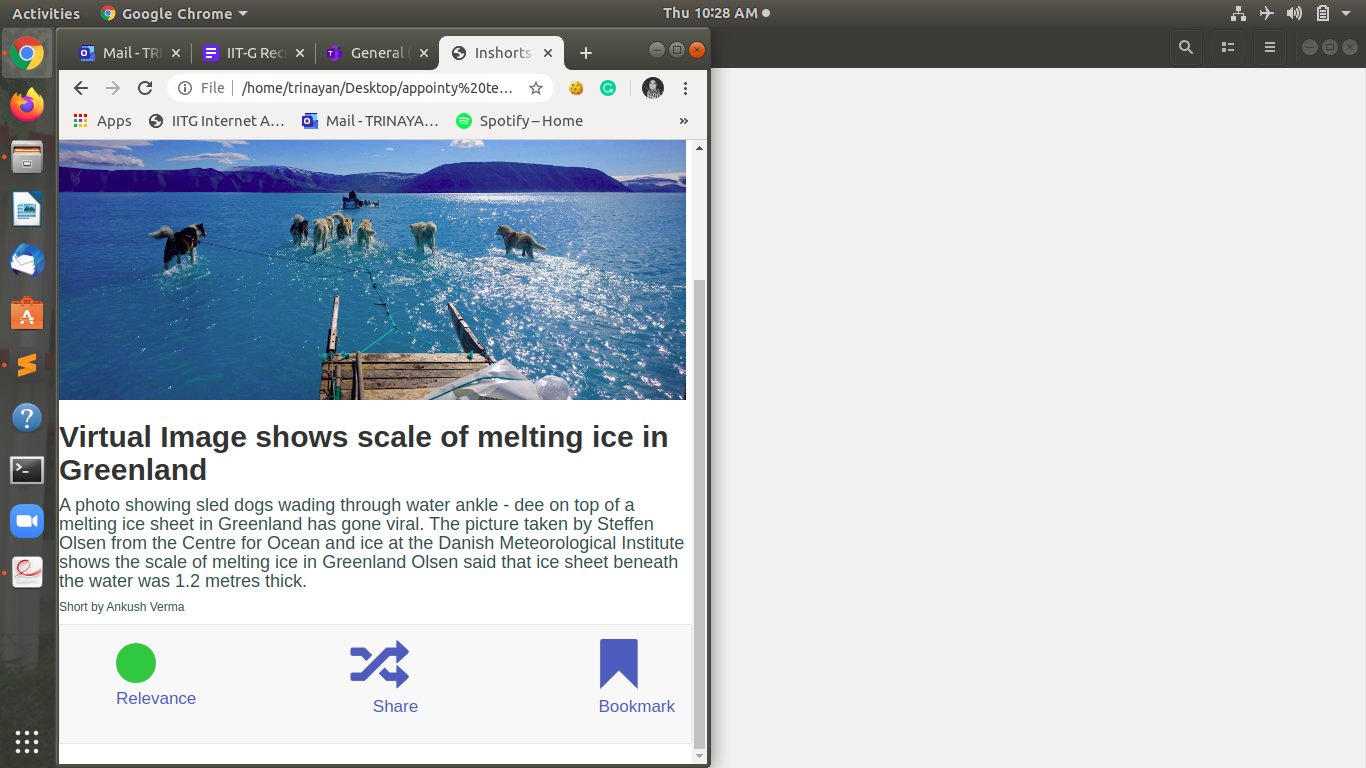 Activities Google Chrome Thu 10:28 AM
Mail - TRI IIT-G Recr General ( Inshorts
File /home/trinayan/Desktop/appointy%20te…
Apps IITG Internet A… Mail - TRINAYA… Spotify – Home »
Virtual Image shows scale of melting ice in
Greenland
A photo showing sled dogs wading through water ankle - dee on top of a
melting ice sheet in Greenland has gone viral. The picture taken by Steffen
Olsen from the Centre for Ocean and ice at the Danish Meteorological Institute
shows the scale of melting ice in Greenland Olsen said that ice sheet beneath
the water was 1.2 metres thick.
Short by Ankush Verma
Relevance Share Bookmark